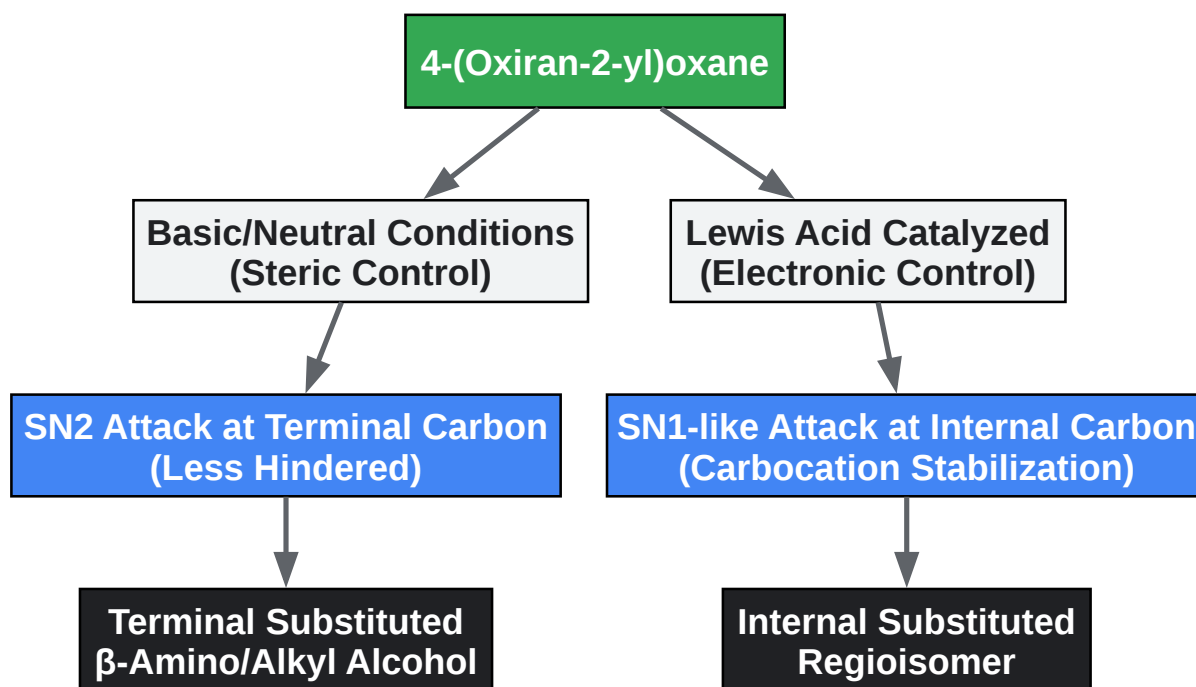 4-(Oxiran-2-yl)oxane
Basic/Neutral Conditions
(Steric Control)
Lewis Acid Catalyzed
(Electronic Control)
SN2 Attack at Terminal Carbon
(Less Hindered)
SN1-like Attack at Internal Carbon
(Carbocation Stabilization)
Terminal Substituted
β-Amino/Alkyl Alcohol
Internal Substituted
Regioisomer